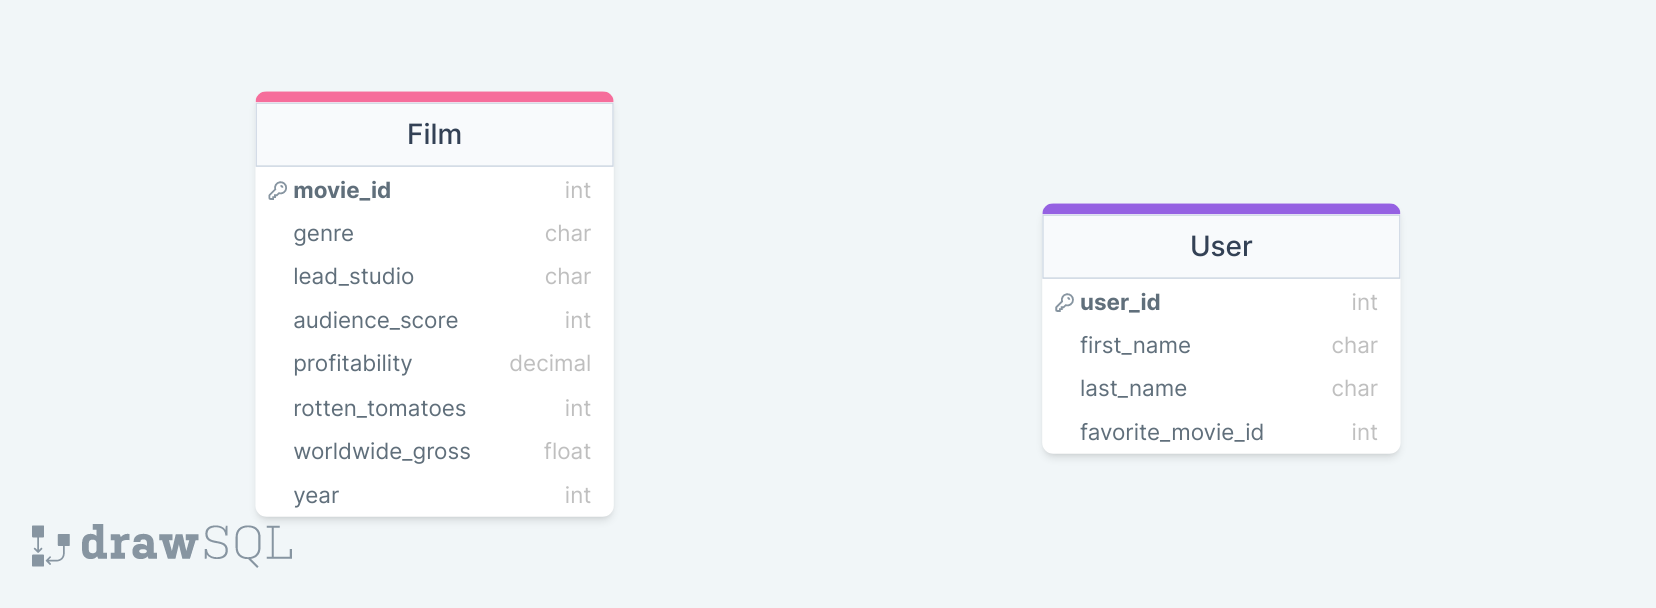 Film
movie_id int
genre char
lead_studio char
audience_score int
profitability decimal
rotten_tomatoes int
worldwide_gross float
year int
User
user_id int
first_name char
last_name char
favorite_movie_id int
drawSQL